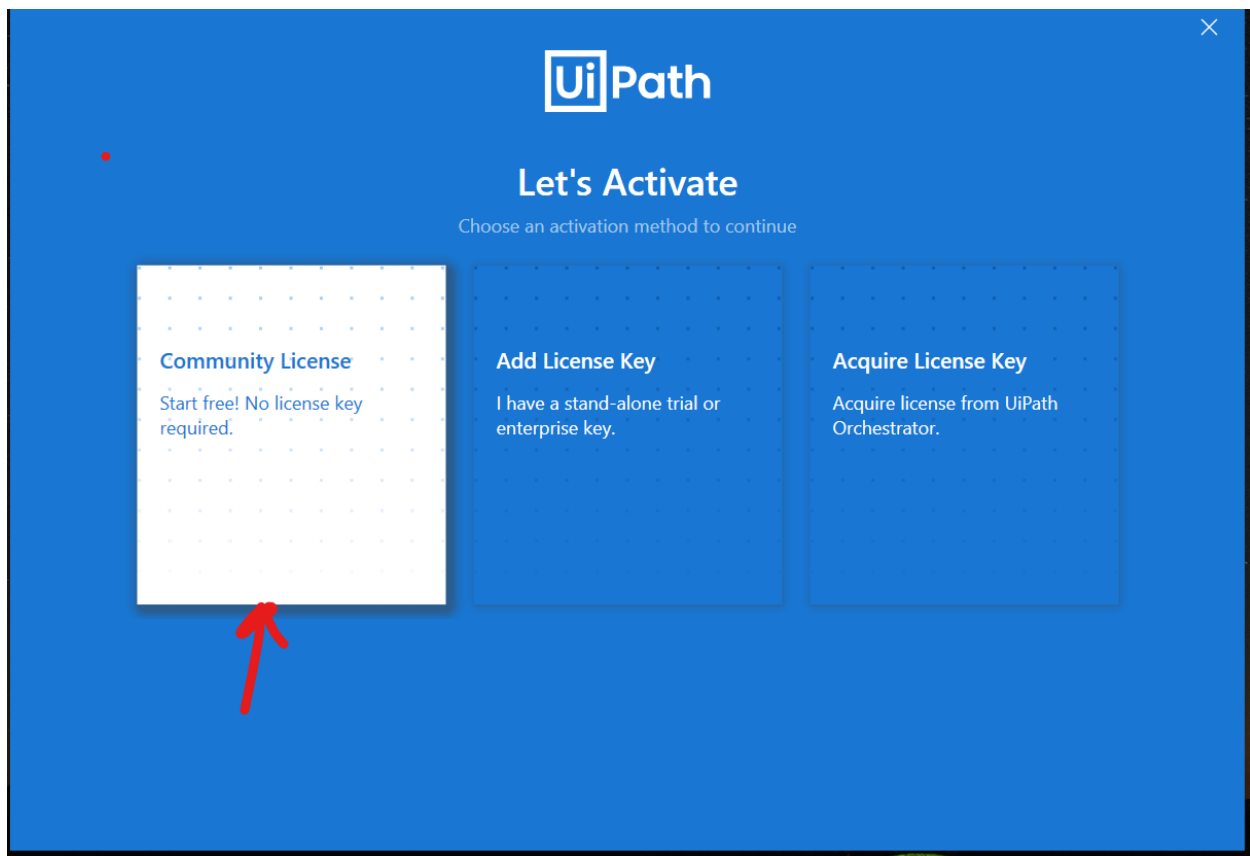 UiPath
Let's Activate
Choose an activation method to continue
Community License
Start free! No license key
required.
Add License Key
I have a stand-alone trial or
enterprise key.
Acquire License Key
Acquire license from UiPath
Orchestrator.